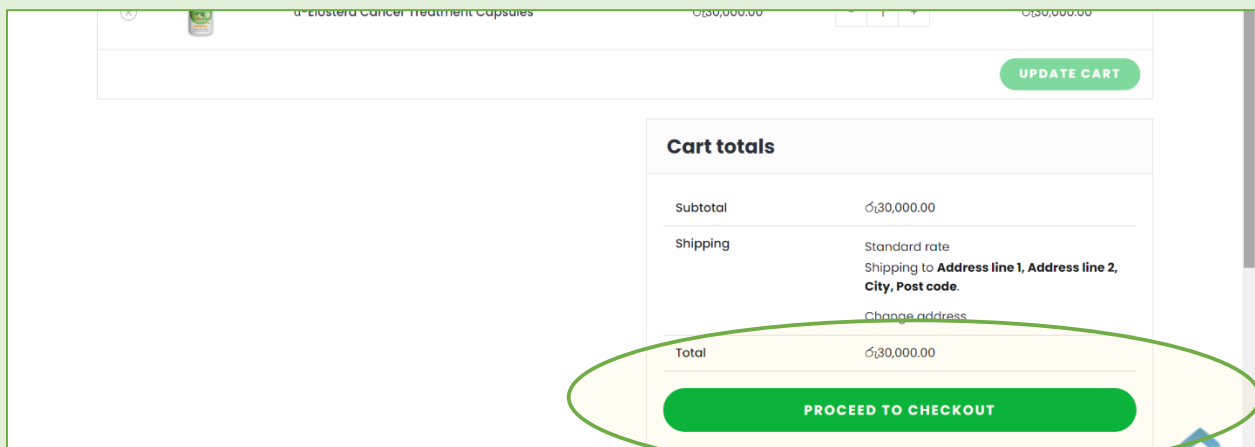 α-Elostera Cancer Treatment Capsules රු30,000.00 - 1 + රු30,000.00
UPDATE CART
Cart totals
Subtotal රු30,000.00
Shipping Standard rate
Shipping to Address line 1, Address line 2,
City, Post code.
Change address
Total රු30,000.00
PROCEED TO CHECKOUT